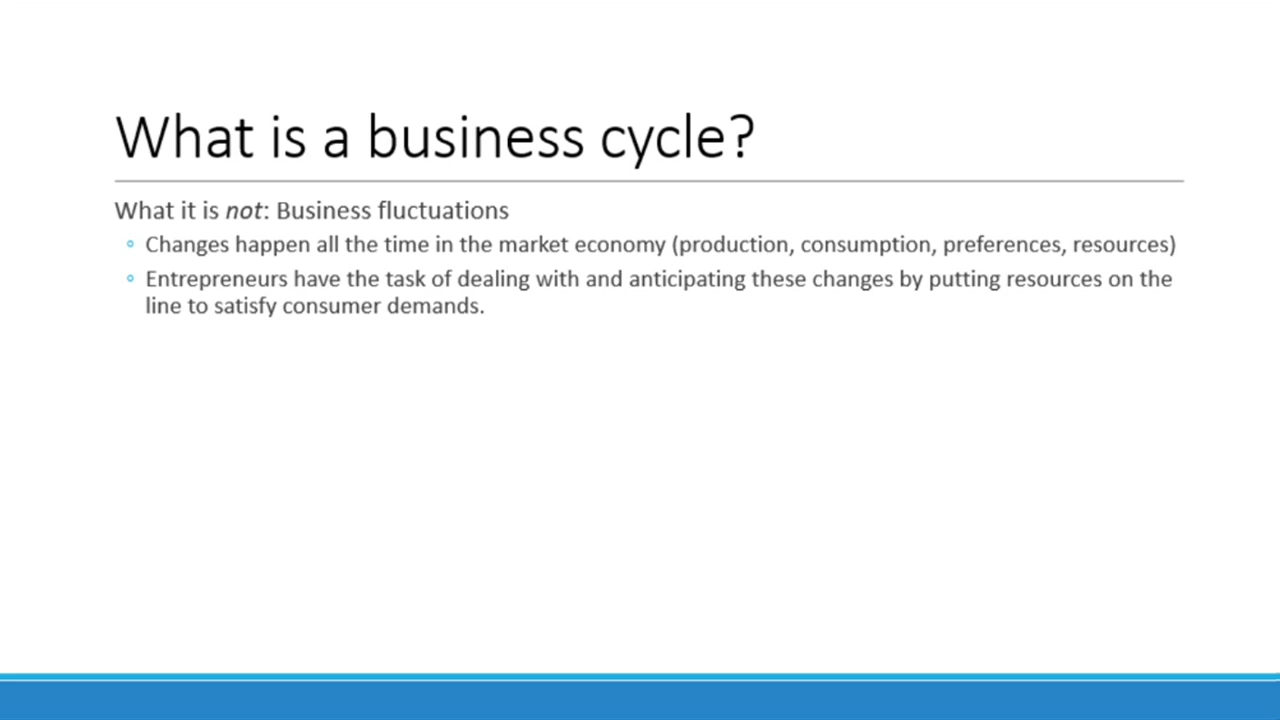 What is a business cycle?
What it is not: Business fluctuations
◦ Changes happen all the time in the market economy (production, consumption, preferences, resources)
◦ Entrepreneurs have the task of dealing with and anticipating these changes by putting resources on the
line to satisfy consumer demands.